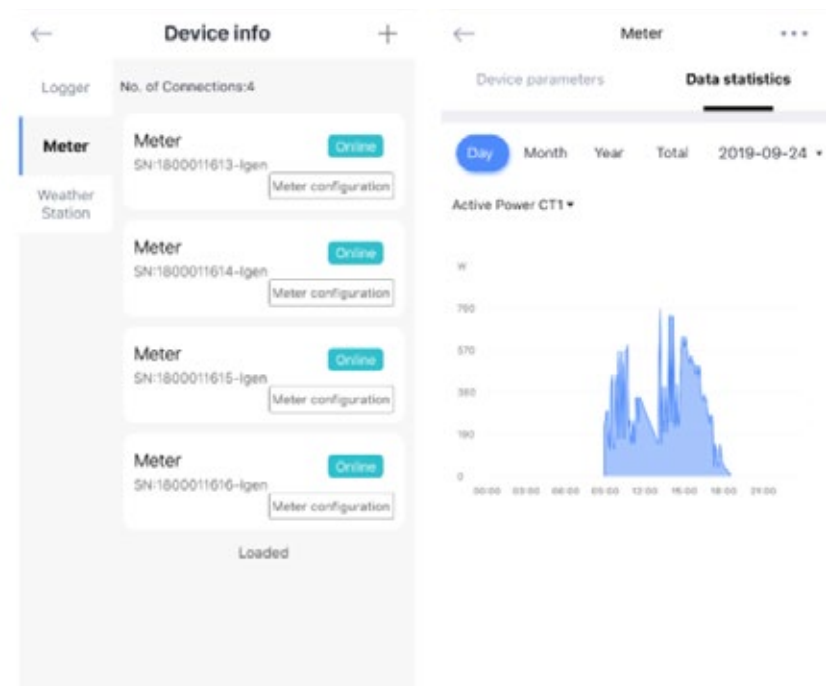 Device info
Logger
No. of Connections:4
Meter
Meter
Online
SN:1800011613-Igen
Meter configuration
Weather
Station
Meter
Online
SN:1800011614-Igen
Meter configuration
Meter
Online
SN:1800011615-Igen
Meter configuration
Meter
Online
SN:1800011616-Igen
Meter configuration
Loaded
Meter
Device parameters
Data statistics
Day Month Year Total 2019-09-24
Active Power CT1
W
760
570
380
190
0
00:00 03:00 06:00 09:00 12:00 15:00 18:00 21:00